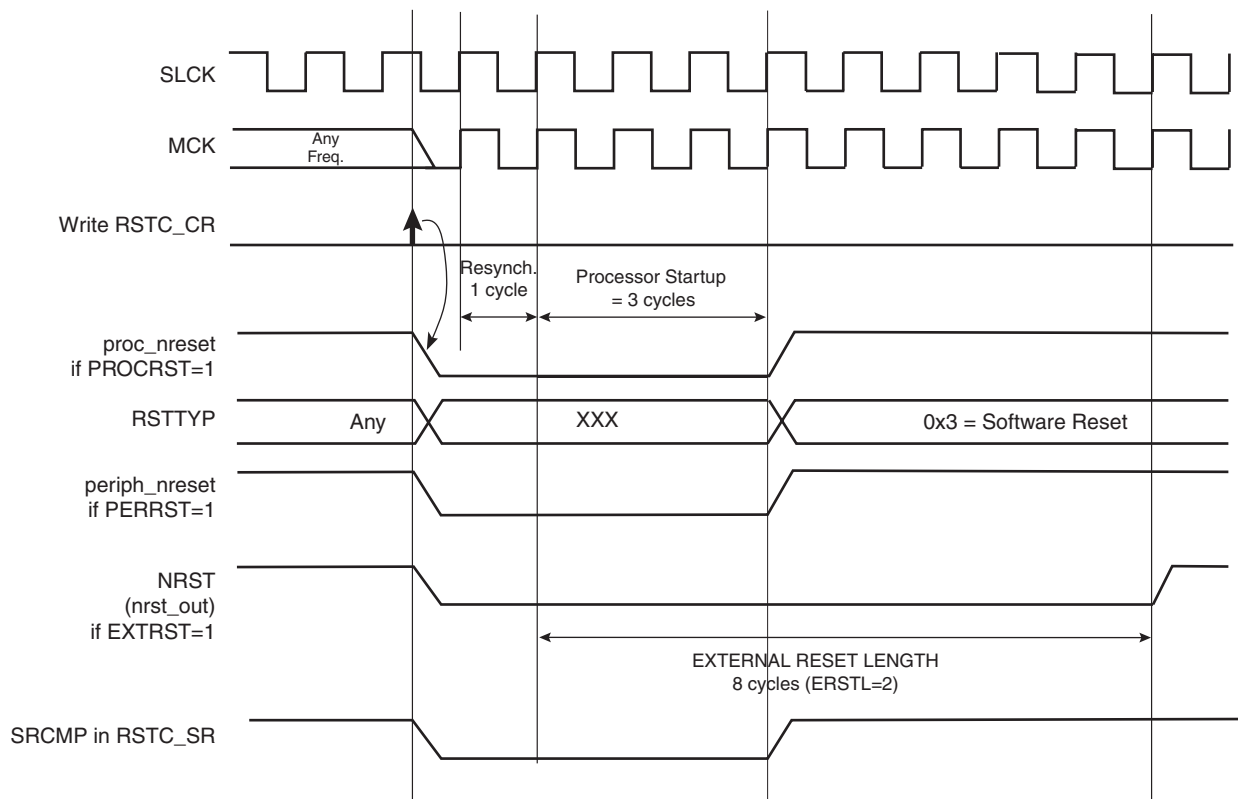 SLCK
MCK
Any
Freq.
Write RSTC_CR
Resynch.
1 cycle
Processor Startup
= 3 cycles
proc_nreset
if PROCRST=1
RSTTYP
Any
XXX
0x3 = Software Reset
periph_nreset
if PERRST=1
NRST
(nrst_out)
if EXTRST=1
EXTERNAL RESET LENGTH
8 cycles (ERSTL=2)
SRCMP in RSTC_SR